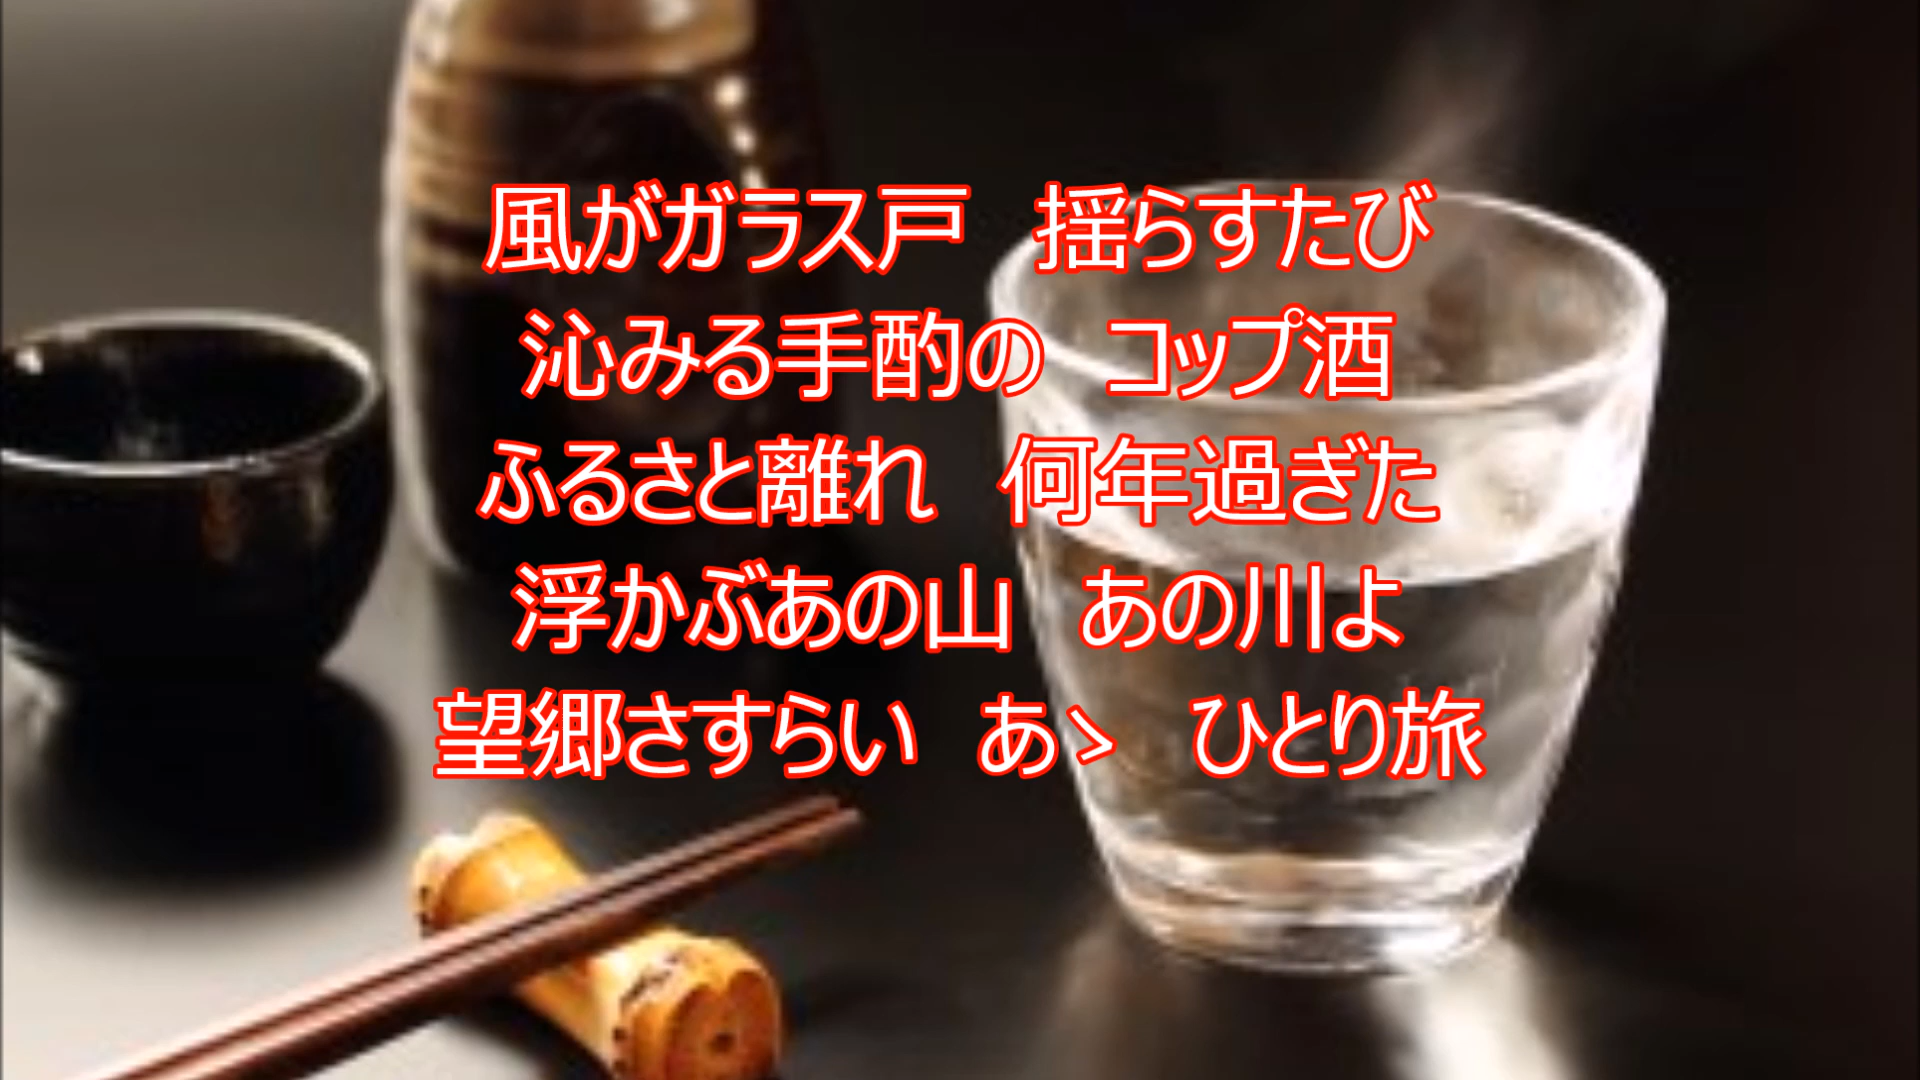 風がガラス戸　揺らすたび
沁みる手酌の　コップ酒
ふるさと離れ　何年過ぎた
浮かぶあの山　あの川よ
望郷さすらい　あゝ　ひとり旅